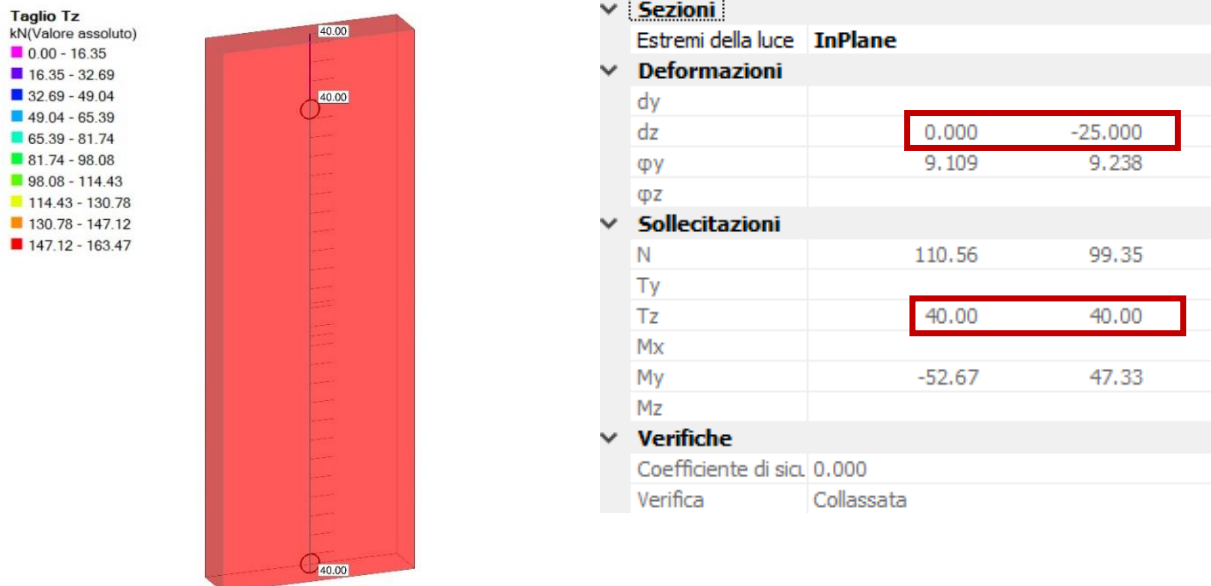 Taglio Tz
kN(Valore assoluto)
0.00 - 16.35
16.35 - 32.69
32.69 - 49.04
49.04 - 65.39
65.39 - 81.74
81.74 - 98.08
98.08 - 114.43
114.43 - 130.78
130.78 - 147.12
147.12 - 163.47
40.00
40.00
40.00
Sezioni
Estremi della luce InPlane
Deformazioni
dy
dz 0.000 -25.000
φy 9.109 9.238
φz
Sollecitazioni
N 110.56 99.35
Ty
Tz 40.00 40.00
Mx
My -52.67 47.33
Mz
Verifiche
Coefficiente di sicu 0.000
Verifica Collassata